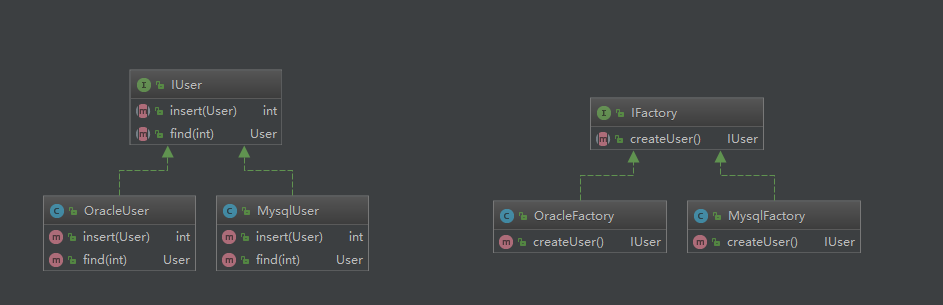 IUser
insert(User) int
find(int) User
IFactory
createUser() IUser
OracleUser
insert(User) int
find(int) User
MysqlUser
insert(User) int
find(int) User
OracleFactory
createUser() IUser
MysqlFactory
createUser() IUser